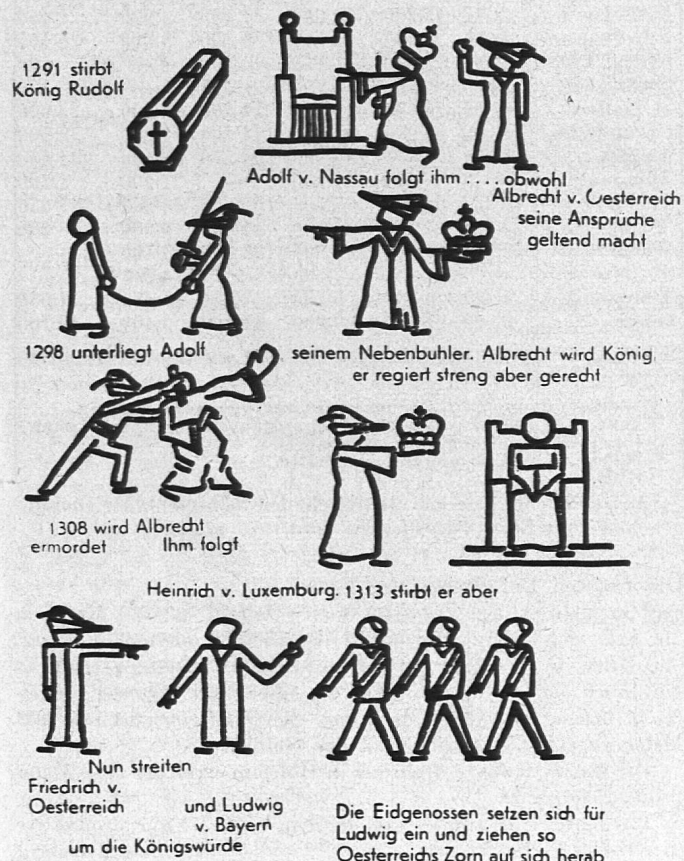 1291 stirbt
König Rudolf
Adolf v. Nassau folgt ihm .... obwohl
Albrecht v. Oesterreich
seine Ansprüche
geltend macht
1298 unterliegt Adolf
seinem Nebenbuhler. Albrecht wird König,
er regiert streng aber gerecht
1308 wird Albrecht
ermordet Ihm folgt
Heinrich v. Luxemburg. 1313 stirbt er aber
Nun streiten
Friedrich v.
Oesterreich
und Ludwig
v. Bayern
um die Königswürde
Die Eidgenossen setzen sich für
Ludwig ein und ziehen so
Oesterreichs Zorn auf sich herab